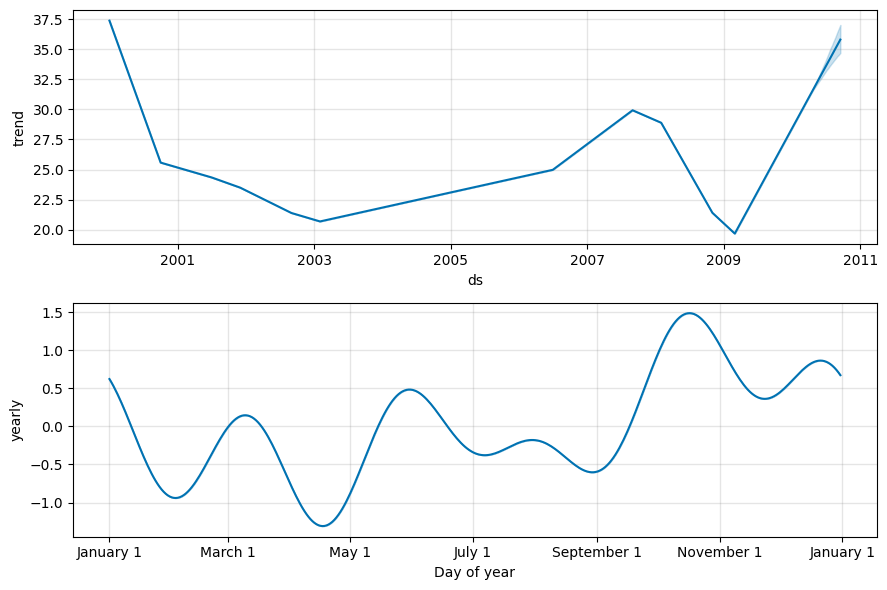 37.5
35.0
32.5
30.0
27.5
25.0
22.5
20.0
trend
2001 2003 2005 2007 2009 2011
ds
1.5
1.0
0.5
0.0
−0.5
−1.0
yearly
January 1 March 1 May 1 July 1 September 1 November 1 January 1
Day of year